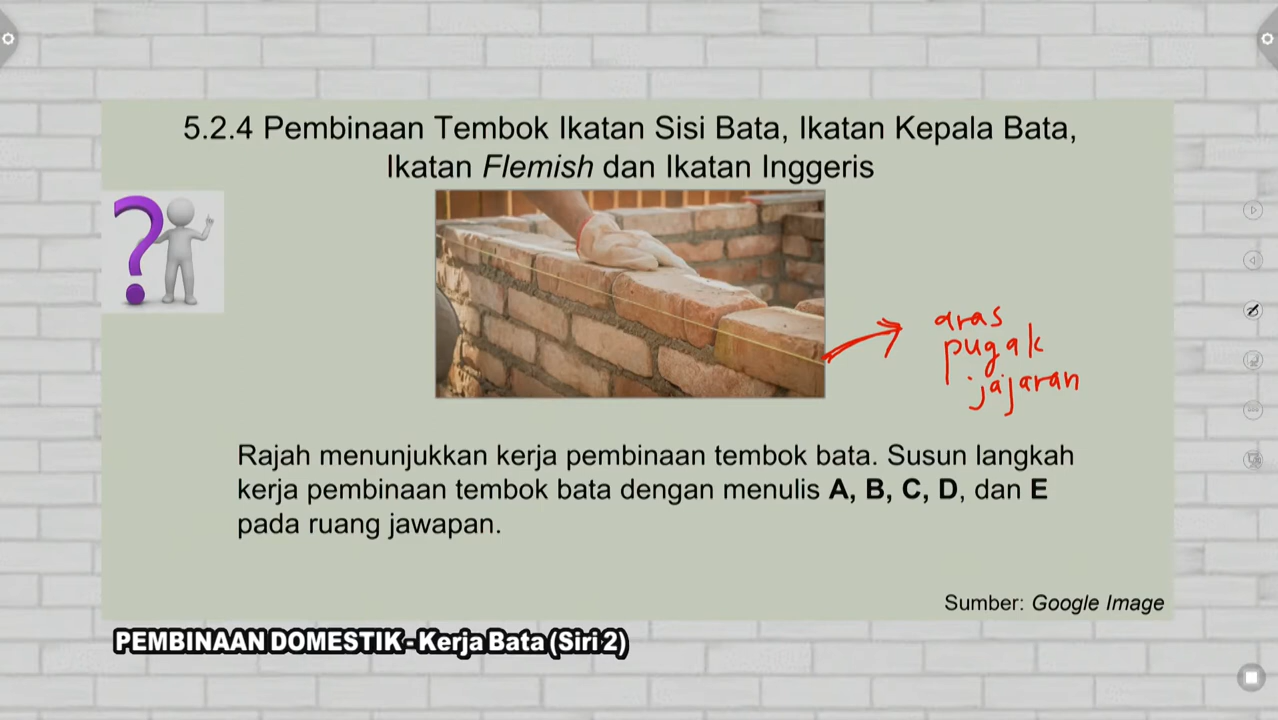 5.2.4 Pembinaan Tembok Ikatan Sisi Bata, Ikatan Kepala Bata,
Ikatan Flemish dan Ikatan Inggeris
aras
pugak
jajaran
Rajah menunjukkan kerja pembinaan tembok bata. Susun langkah
kerja pembinaan tembok bata dengan menulis A, B, C, D, dan E
pada ruang jawapan.
Sumber: Google Image
PEMBINAAN DOMESTIK - Kerja Bata (Siri 2)